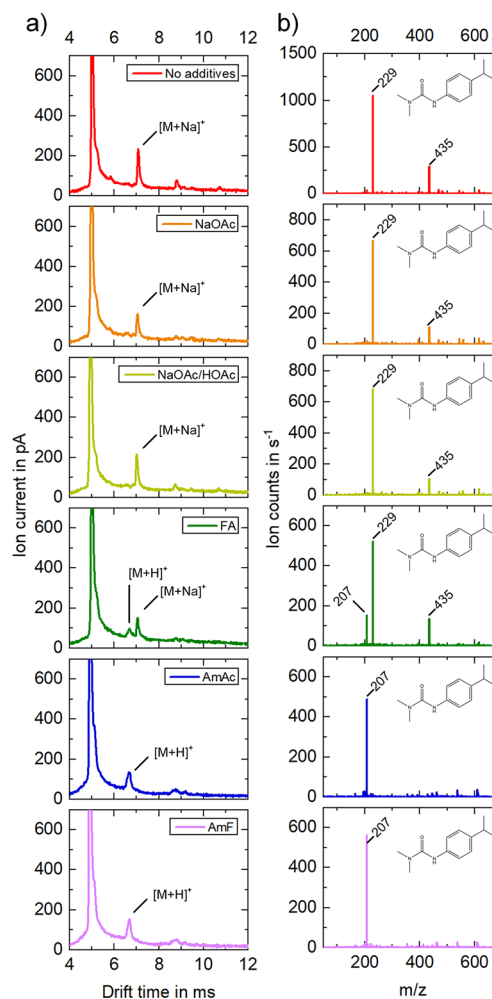 a)
b)
4 6 8 10 12
200 400 600
No additives
[M+Na]⁺
600
400
200
0
229
435
1500
1000
500
0
NaOAc
[M+Na]⁺
600
400
200
0
229
435
800
600
400
200
0
NaOAc/HOAc
[M+Na]⁺
600
400
200
0
229
435
800
600
400
200
0
FA
[M+H]⁺
[M+Na]⁺
600
400
200
0
229
207
435
600
400
200
0
AmAc
[M+H]⁺
600
400
200
0
207
600
400
200
0
AmF
[M+H]⁺
600
400
200
0
207
600
400
200
0
Ion current in pA
Ion counts in s⁻¹
4 6 8 10 12
200 400 600
Drift time in ms
m/z